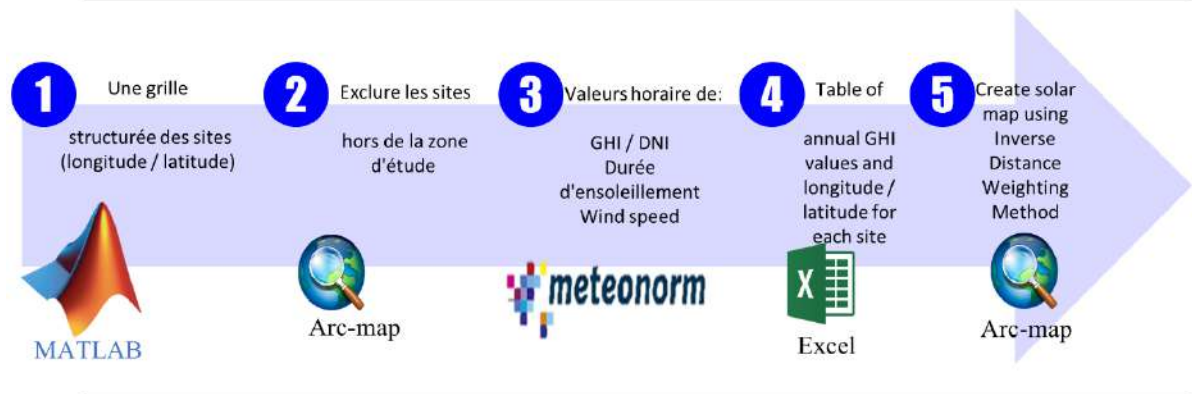 1
Une grille
structurée des sites
(longitude / latitude)
MATLAB
2
Exclure les sites
hors de la zone
d'étude
Arc-map
3
Valeurs horaire de:
GHI / DNI
Durée
d'ensoleillement
Wind speed
meteonorm
4
Table of
annual GHI
values and
longitude /
latitude for
each site
X
Excel
5
Create solar
map using
Inverse
Distance
Weighting
Method
Arc-map